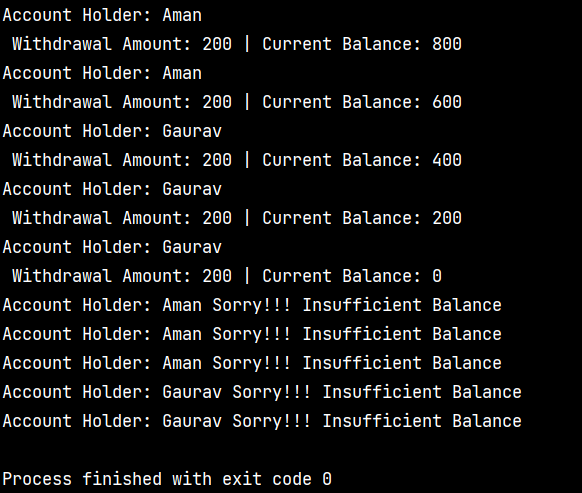 Account Holder: Aman
 Withdrawal Amount: 200 | Current Balance: 800
Account Holder: Aman
 Withdrawal Amount: 200 | Current Balance: 600
Account Holder: Gaurav
 Withdrawal Amount: 200 | Current Balance: 400
Account Holder: Gaurav
 Withdrawal Amount: 200 | Current Balance: 200
Account Holder: Gaurav
 Withdrawal Amount: 200 | Current Balance: 0
Account Holder: Aman Sorry!!! Insufficient Balance
Account Holder: Aman Sorry!!! Insufficient Balance
Account Holder: Aman Sorry!!! Insufficient Balance
Account Holder: Gaurav Sorry!!! Insufficient Balance
Account Holder: Gaurav Sorry!!! Insufficient Balance

Process finished with exit code 0